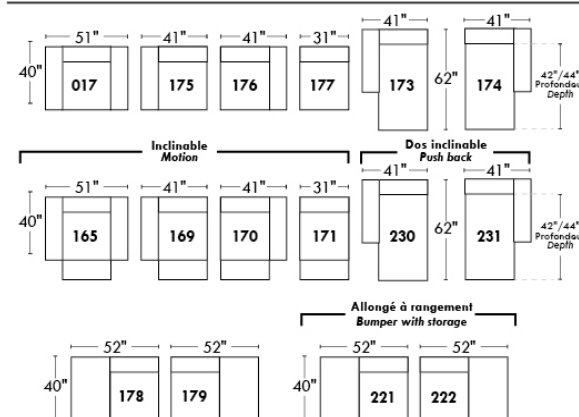 51" 41" 41" 31" 41" 41"
40" 017 175 176 177 173 62" 174 42"/44"
Profondeu
Depth
Inclinable
Motion
Dos inclinable
Push back
51" 41" 41" 31" 41" 41"
40" 165 169 170 171 230 62" 231 42"/44"
Profondeu
Depth
Allongé à rangement
Bumper with storage
52" 52" 52" 52"
40" 178 179 40" 221 222